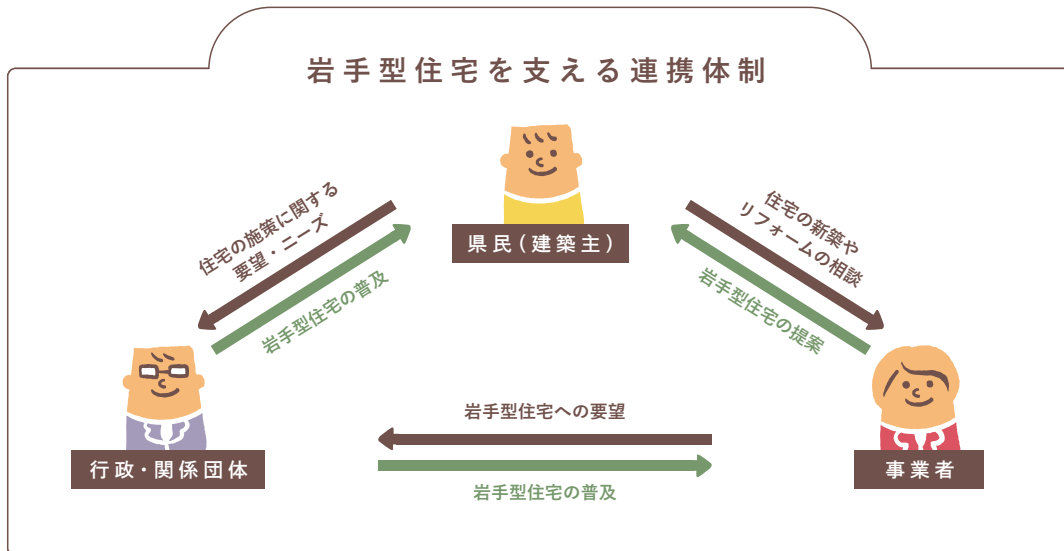 岩手型住宅を支える連携体制
県民(建築主)
住宅の施策に関する
要望・ニーズ
岩手型住宅の普及
住宅の新築や
リフォームの相談
岩手型住宅の提案
岩手型住宅への要望
岩手型住宅の普及
行政・関係団体
事業者